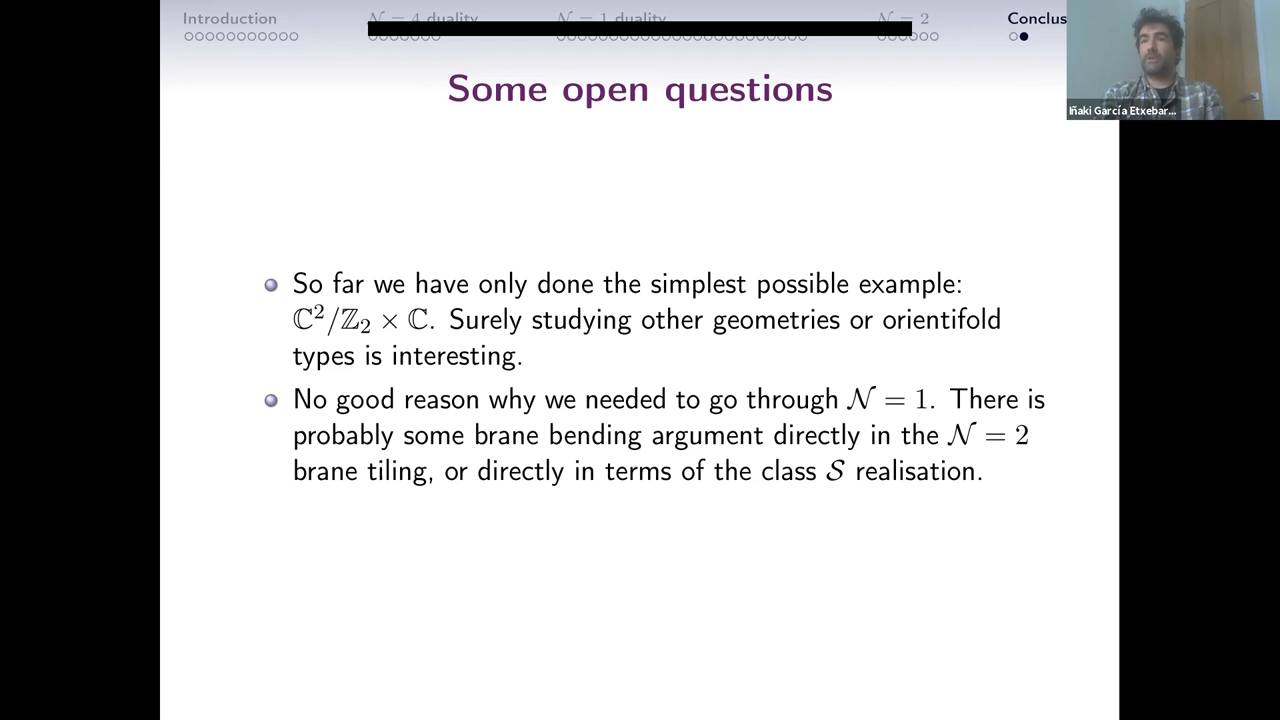 Introduction
N = 4 duality
N = 1 duality
N = 2
Conclus
Iñaki García Etxebar...
Some open questions
So far we have only done the simplest possible example:
ℂ²/ℤ₂ × ℂ. Surely studying other geometries or orientifold
types is interesting.
No good reason why we needed to go through 𝒩 = 1. There is
probably some brane bending argument directly in the 𝒩 = 2
brane tiling, or directly in terms of the class 𝒮 realisation.